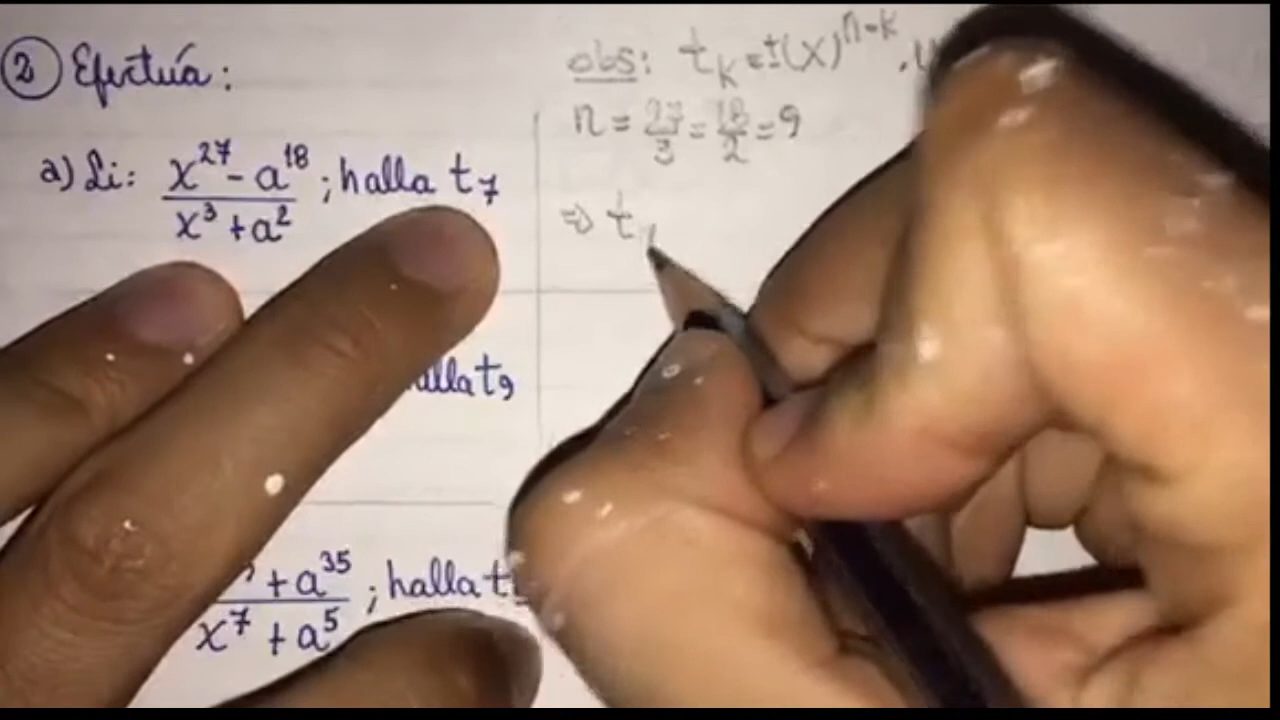 2 Efectúa:
a) Si: x^27 - a^18 / x^3 + a^2 ; halla t_7
halla t_9
+ a^35 / x^7 + a^5 ; halla t
obs: t_k = ±(x)^{n-k} .
n = 27/3 = 18/2 = 9
⇒ t